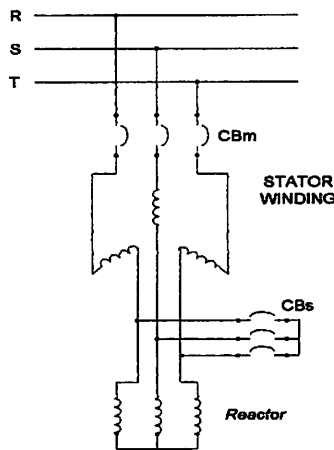 R
S
T
CBm
STATOR
WINDING
CBs
Reactor